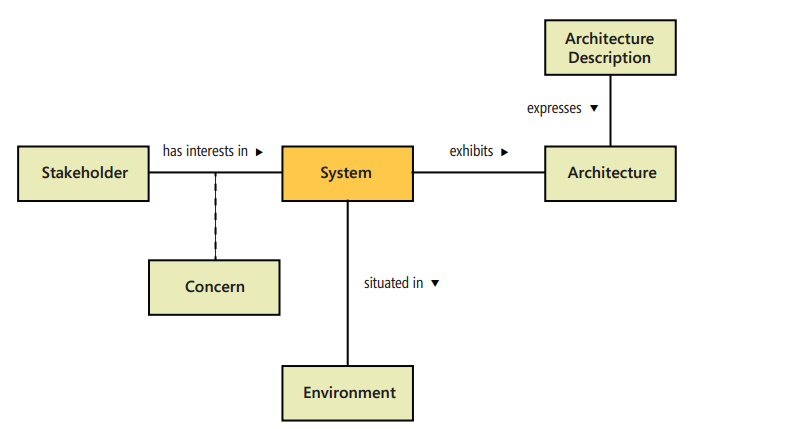 Architecture
Description
expresses ▼
has interests in ►
exhibits ►
Stakeholder
System
Architecture
Concern
situated in ▼
Environment